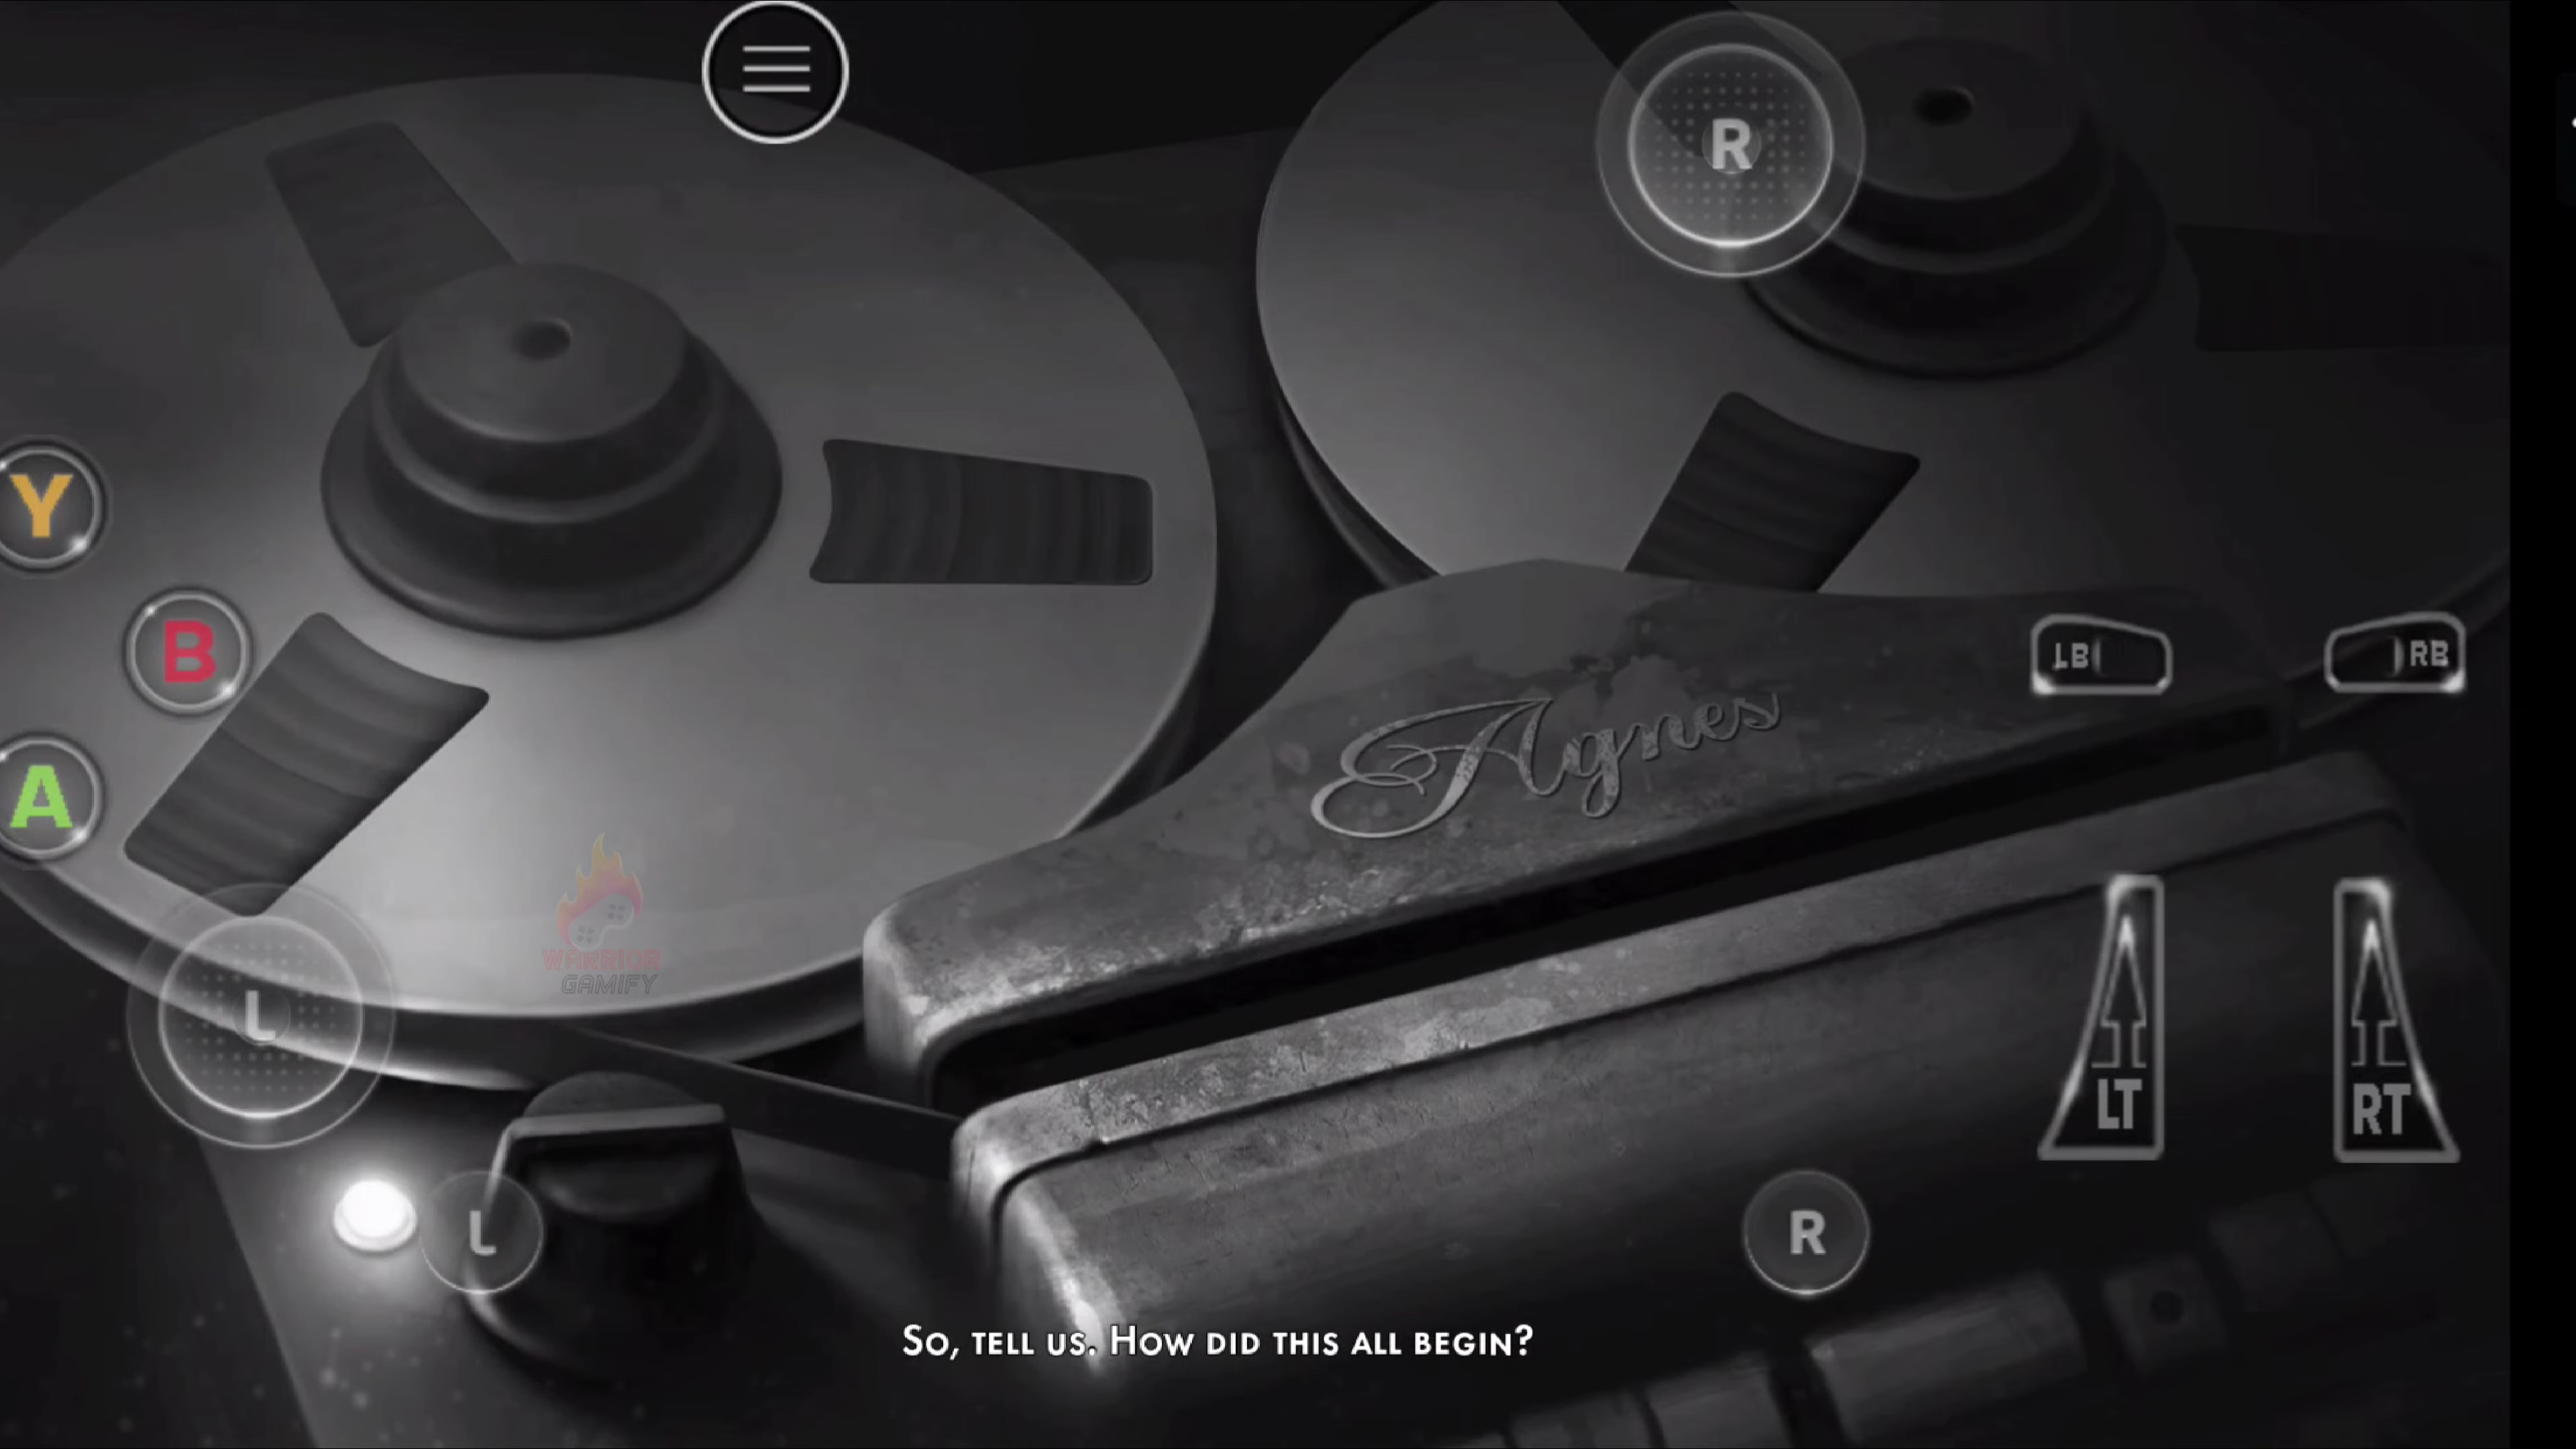 R
Y
B
LB
RB
Agnes
A
WARRIOR
GAMIFY
L
LT
RT
L
R
So, tell us. How did this all begin?